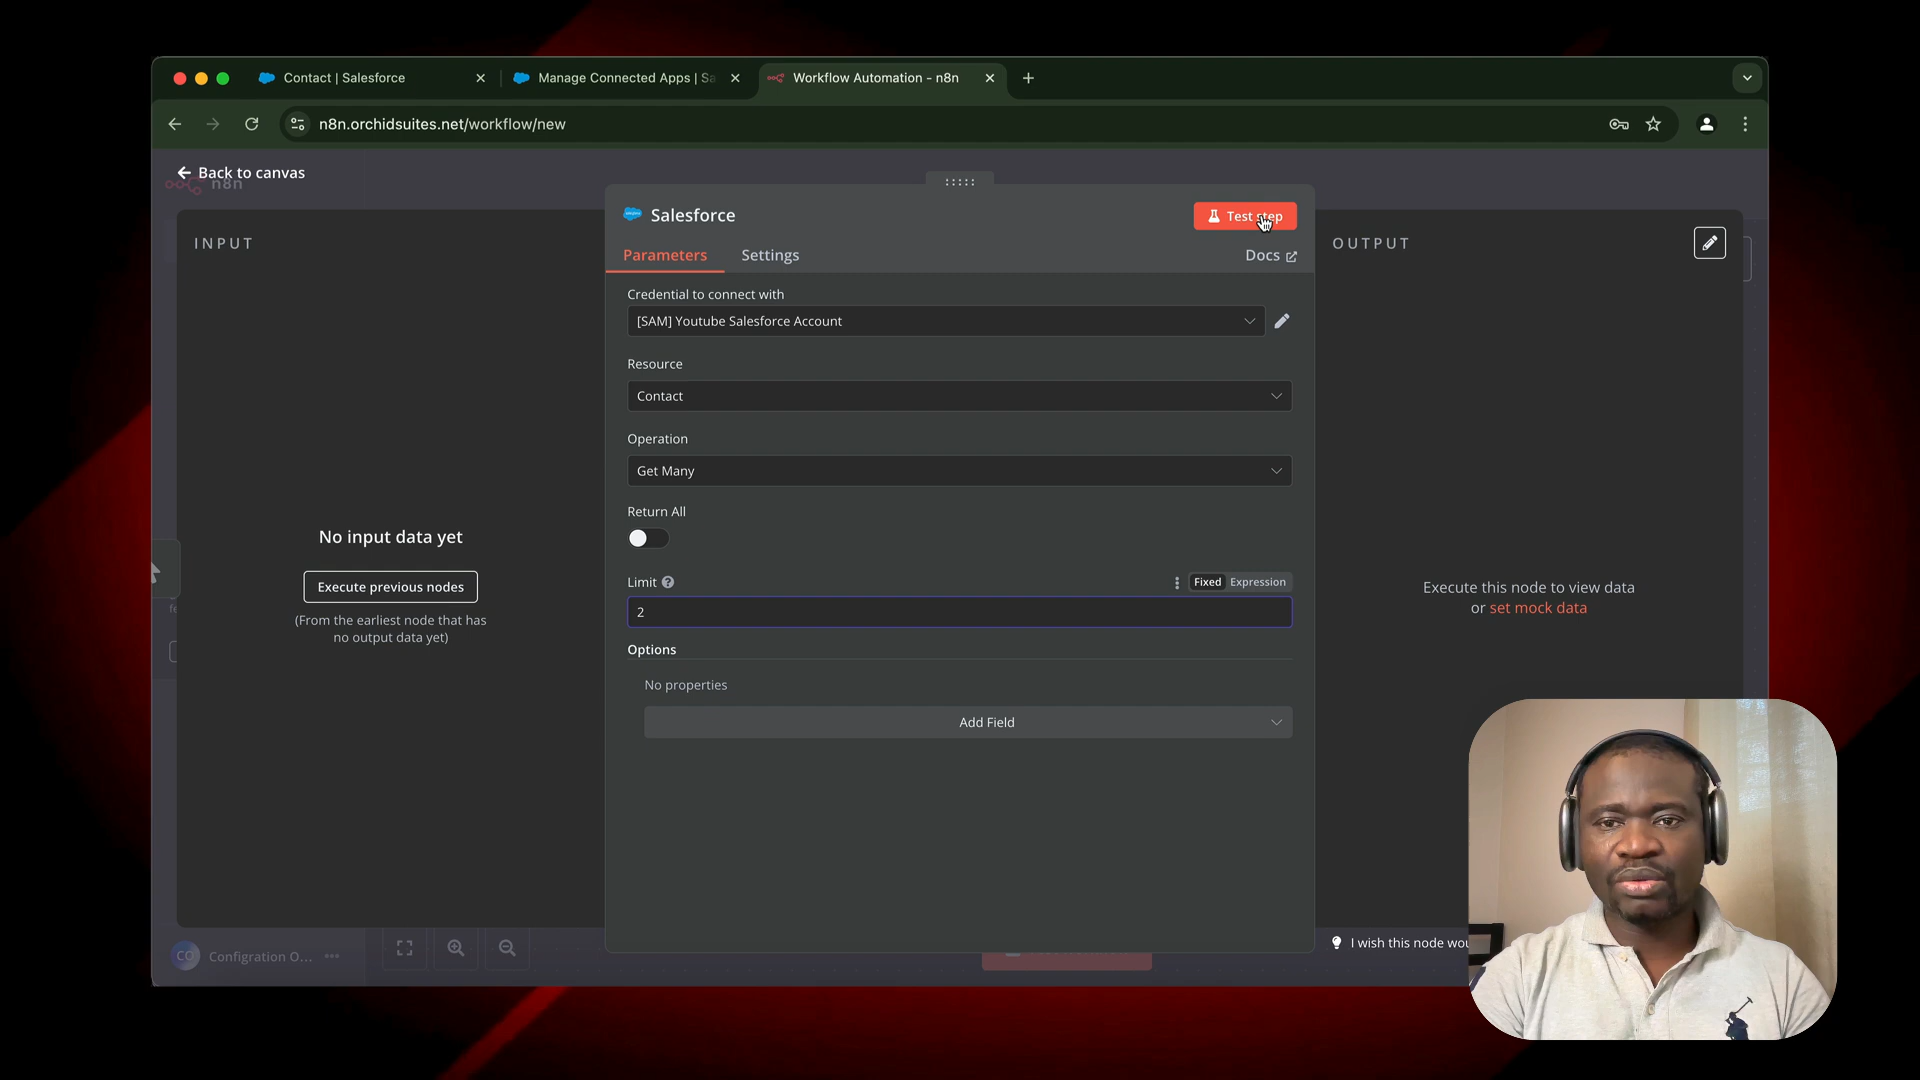 Contact | Salesforce
Manage Connected Apps | Sa
Workflow Automation - n8n
n8n.orchidsuites.net/workflow/new
Back to canvas
n8n
INPUT
Salesforce
Test step
OUTPUT
Parameters
Settings
Docs
Credential to connect with
[SAM] Youtube Salesforce Account
Resource
Contact
Operation
Get Many
Return All
No input data yet
Execute previous nodes
(From the earliest node that has
no output data yet)
Limit
Fixed
Expression
2
Execute this node to view data
or set mock data
Options
No properties
Add Field
CO
Configration O...
I wish this node wou